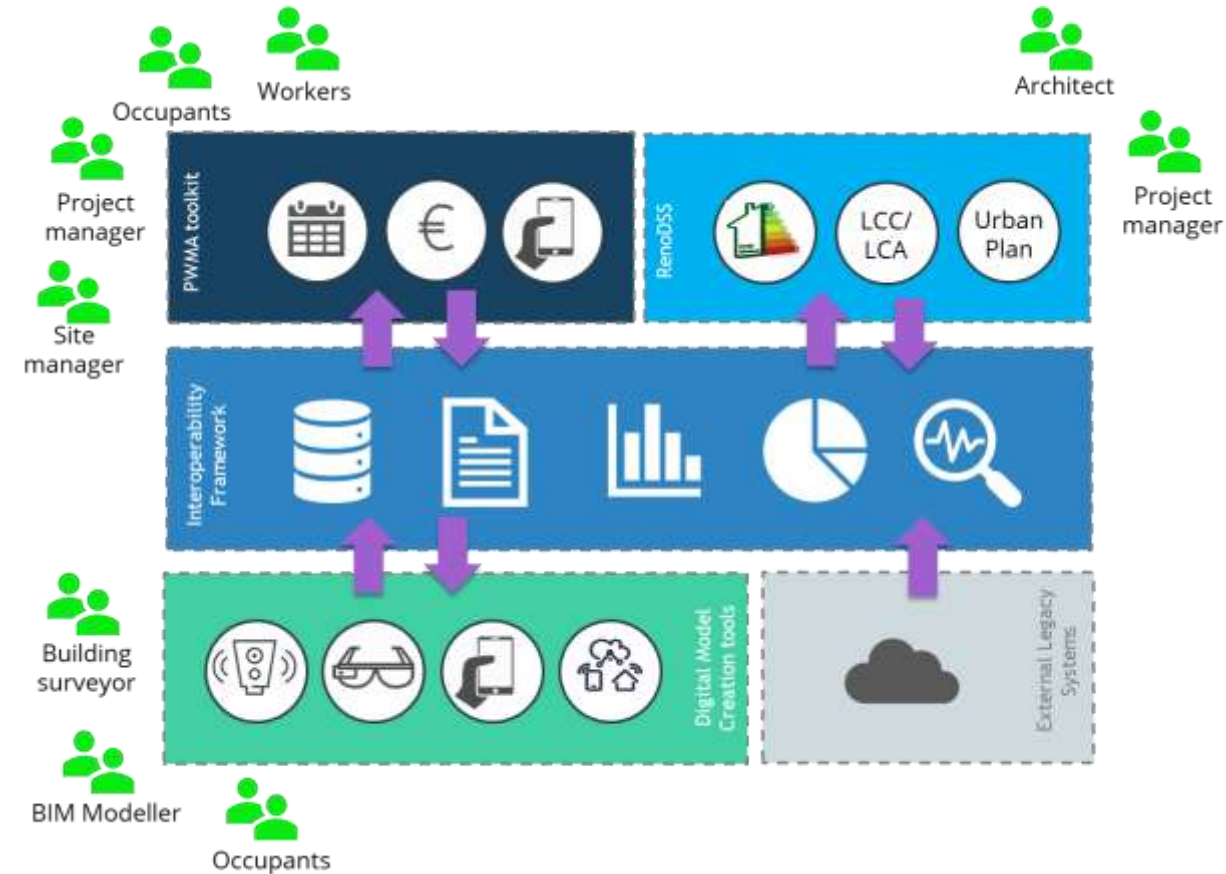 Workers
Occupants
Architect
Project
manager
Project
manager
Site
manager
PWMA toolkit
€
RenoDSS
LCC/
LCA
Urban
Plan
Interoperability
Framework
Building
surveyor
Digital Model
Creation tools
External Legacy
Systems
BIM Modeller
Occupants